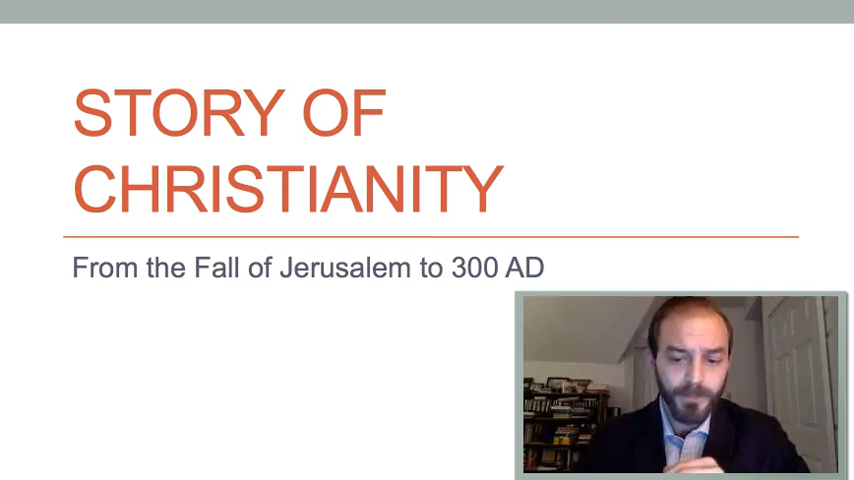 STORY OF
CHRISTIANITY
From the Fall of Jerusalem to 300 AD